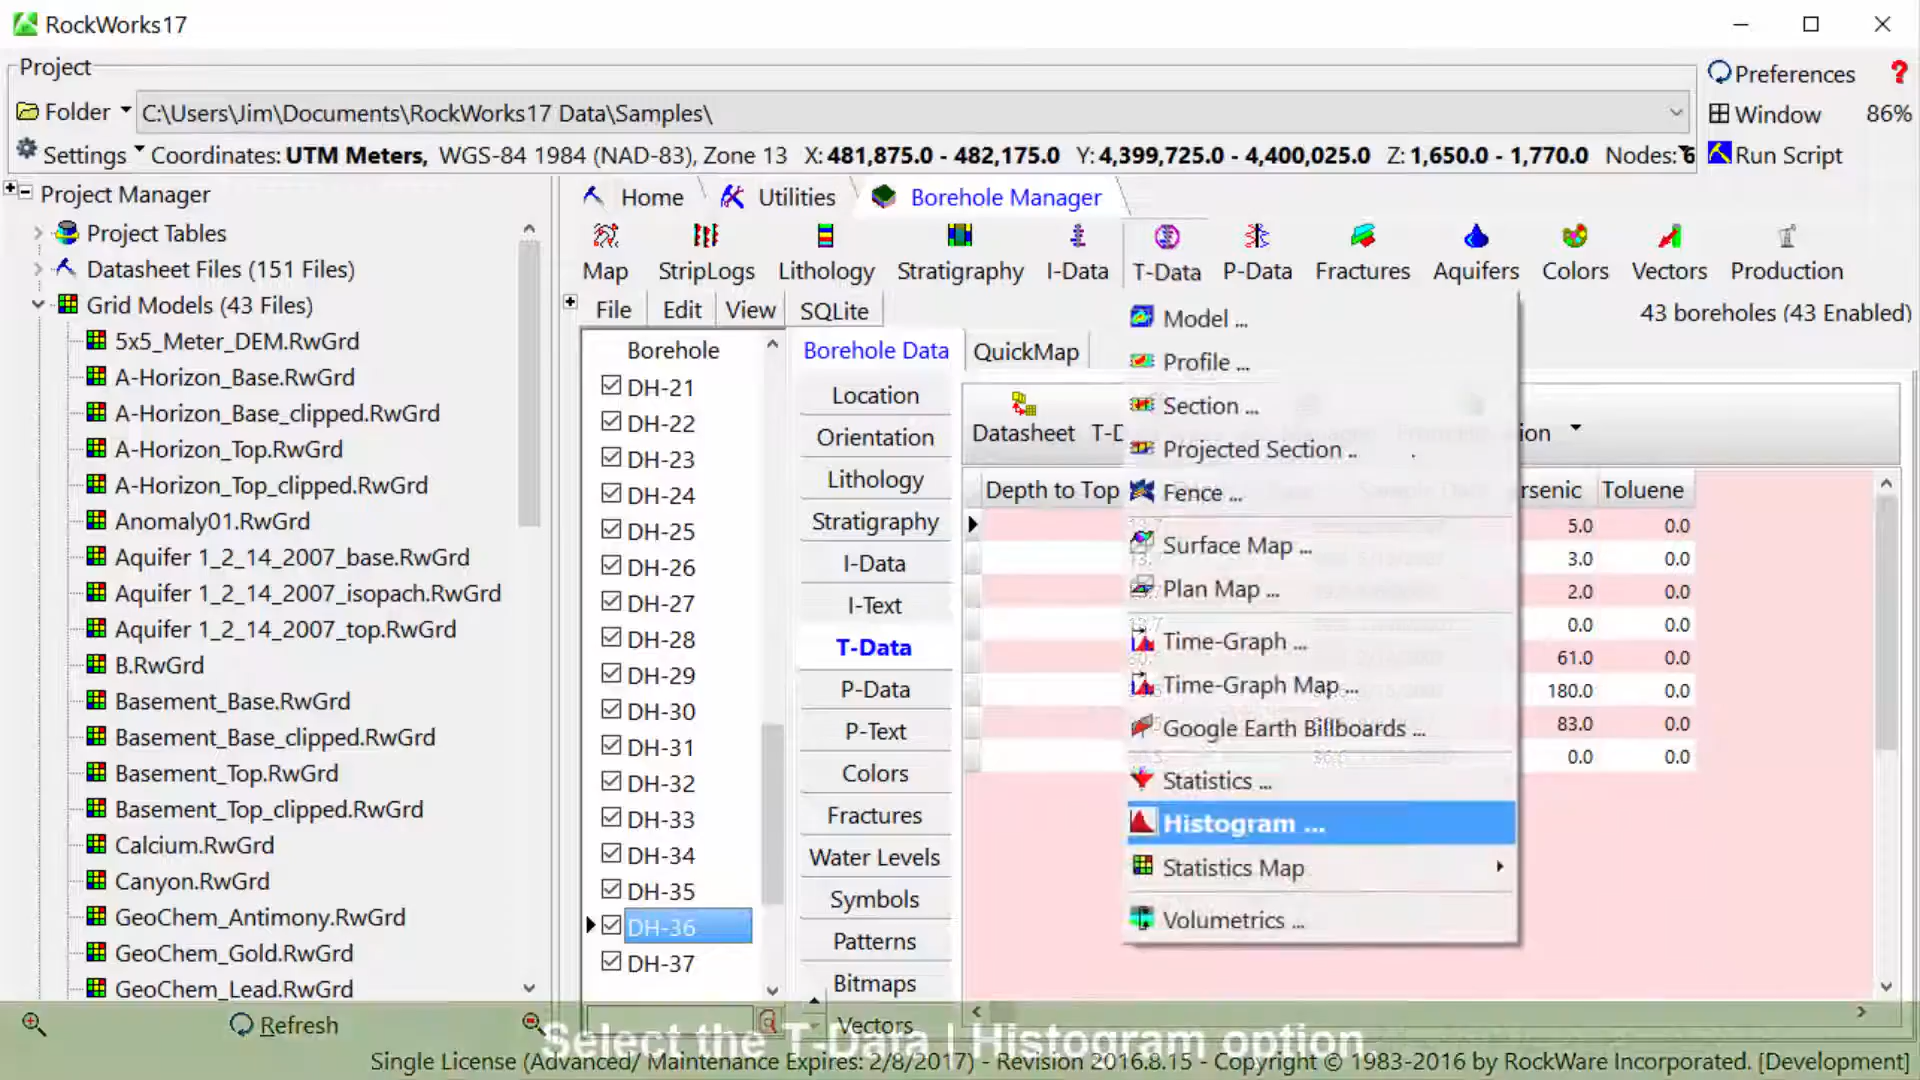 RockWorks17
Project
Folder C:\Users\Jim\Documents\RockWorks17 Data\Samples\
Settings Coordinates: UTM Meters, WGS-84 1984 (NAD-83), Zone 13 X: 481,875.0 - 482,175.0 Y: 4,399,725.0 - 4,400,025.0 Z: 1,650.0 - 1,770.0 Nodes: 6
Preferences ?
Window 86%
Run Script
Project Manager
Project Tables
Datasheet Files (151 Files)
Grid Models (43 Files)
5x5_Meter_DEM.RwGrd
A-Horizon_Base.RwGrd
A-Horizon_Base_clipped.RwGrd
A-Horizon_Top.RwGrd
A-Horizon_Top_clipped.RwGrd
Anomaly01.RwGrd
Aquifer 1_2_14_2007_base.RwGrd
Aquifer 1_2_14_2007_isopach.RwGrd
Aquifer 1_2_14_2007_top.RwGrd
B.RwGrd
Basement_Base.RwGrd
Basement_Base_clipped.RwGrd
Basement_Top.RwGrd
Basement_Top_clipped.RwGrd
Calcium.RwGrd
Canyon.RwGrd
GeoChem_Antimony.RwGrd
GeoChem_Gold.RwGrd
GeoChem_Lead.RwGrd
Refresh
Home Utilities Borehole Manager
Map StripLogs Lithology Stratigraphy I-Data T-Data P-Data Fractures Aquifers Colors Vectors Production
File Edit View SQLite
43 boreholes (43 Enabled)
Borehole
DH-21
DH-22
DH-23
DH-24
DH-25
DH-26
DH-27
DH-28
DH-29
DH-30
DH-31
DH-32
DH-33
DH-34
DH-35
DH-36
DH-37
Borehole Data QuickMap
Location
Orientation
Lithology
Stratigraphy
I-Data
I-Text
T-Data
P-Data
P-Text
Colors
Fractures
Water Levels
Symbols
Patterns
Bitmaps
Vectors
Datasheet T-D ion
Depth to Top rsenic Toluene
5.0 0.0
3.0 0.0
2.0 0.0
0.0 0.0
61.0 0.0
180.0 0.0
83.0 0.0
0.0 0.0
Model ...
Profile ...
Section ...
Projected Section ..
Fence ...
Surface Map ...
Plan Map ...
Time-Graph ...
Time-Graph Map ...
Google Earth Billboards ...
Statistics ...
Histogram ...
Statistics Map
Volumetrics ...
Select the T-Data | Histogram option
Single License (Advanced/ Maintenance Expires: 2/8/2017) - Revision 2016.8.15 - Copyright © 1983-2016 by RockWare Incorporated. [Development]